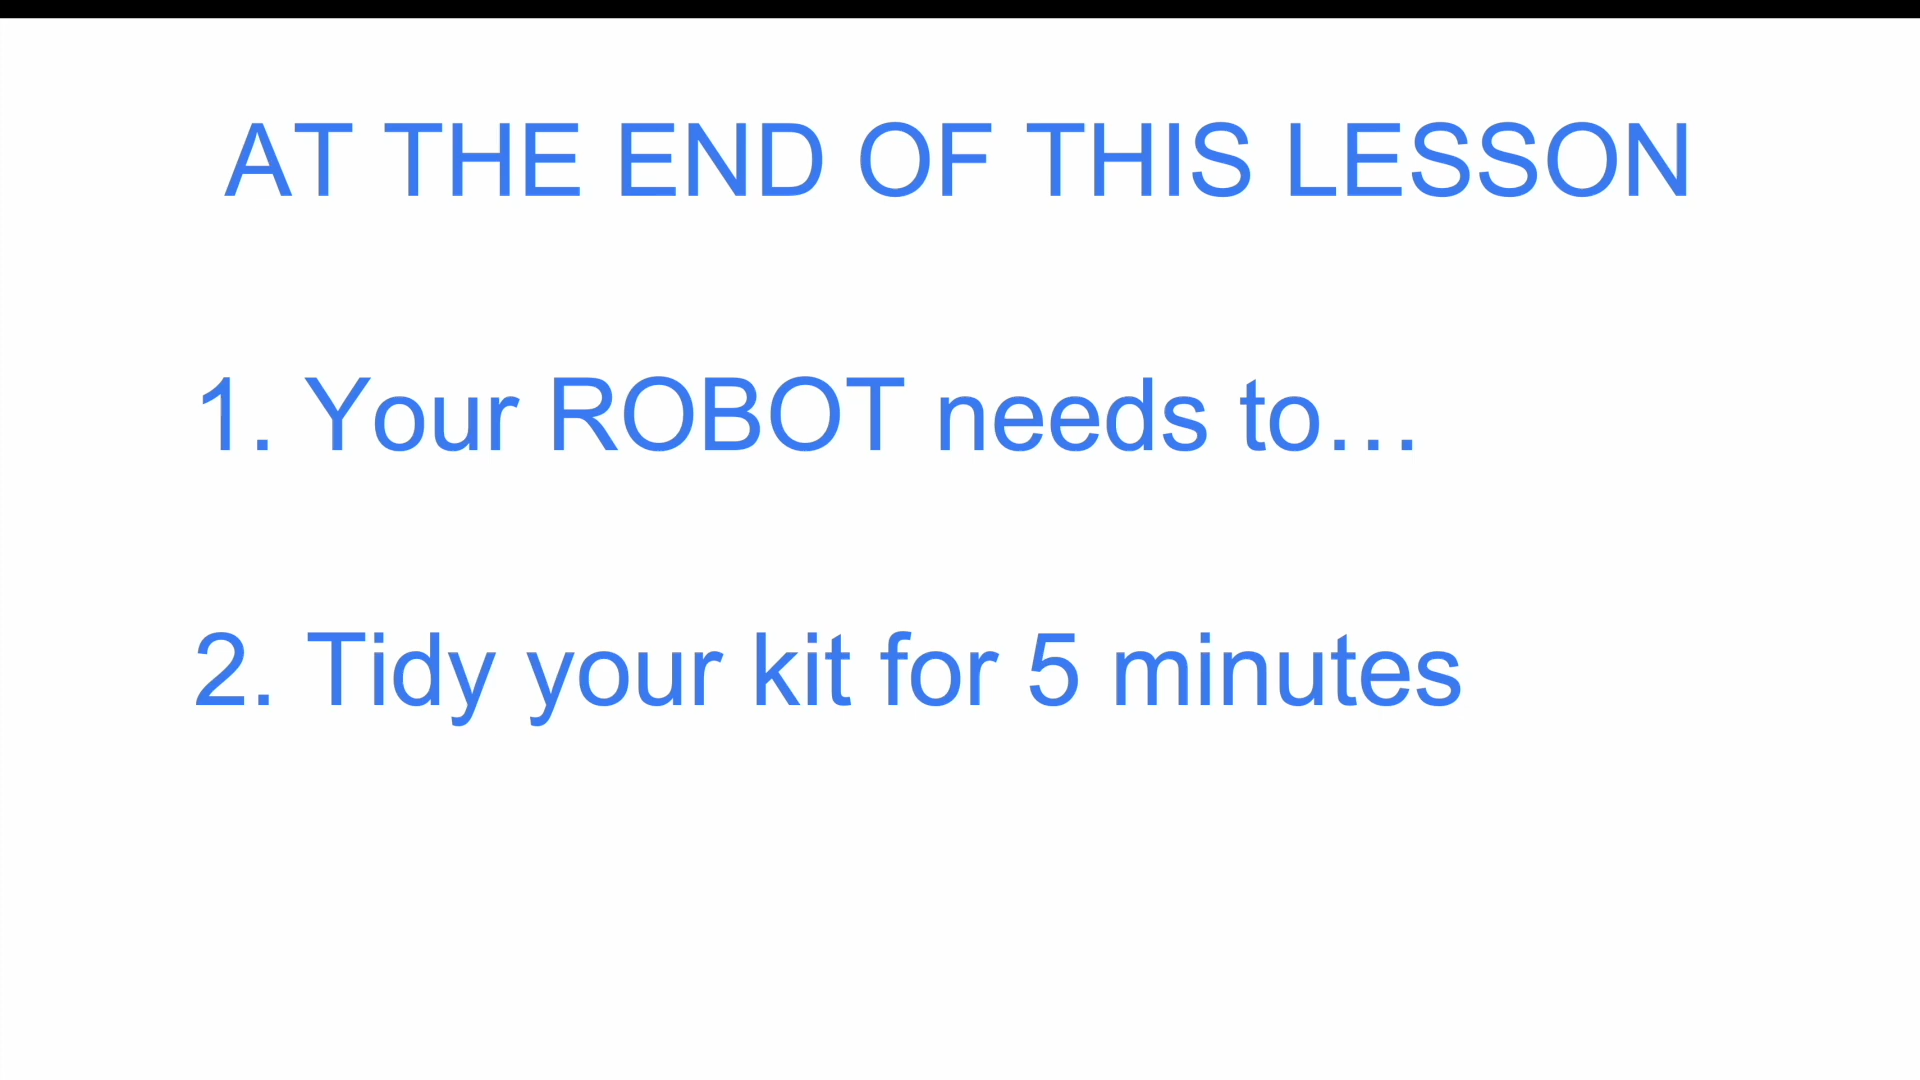 AT THE END OF THIS LESSON
1. Your ROBOT needs to…
2. Tidy your kit for 5 minutes